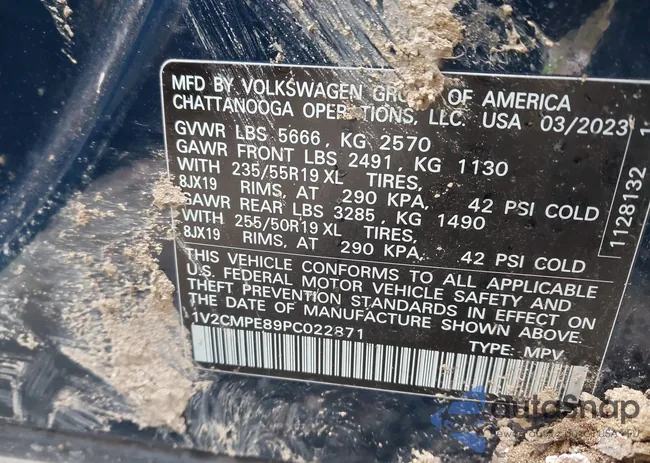 MFD BY VOLKSWAGEN GROUP OF AMERICA
CHATTANOOGA OPERATIONS, LLC USA 03/2023
GVWR LBS 5666, KG 2570
GAWR FRONT LBS 2491, KG 1130
WITH 235/55R19 XL TIRES,
8JX19 RIMS, AT 290 KPA, 42 PSI COLD
GAWR REAR LBS 3285, KG 1490
WITH 255/50R19 XL TIRES,
8JX19 RIMS, AT 290 KPA, 42 PSI COLD
THIS VEHICLE CONFORMS TO ALL APPLICABLE
U.S. FEDERAL MOTOR VEHICLE SAFETY AND
THEFT PREVENTION STANDARDS IN EFFECT ON
THE DATE OF MANUFACTURE SHOWN ABOVE.
1V2CMPE89PC022871
TYPE: MPV
1128132
AutoSnap